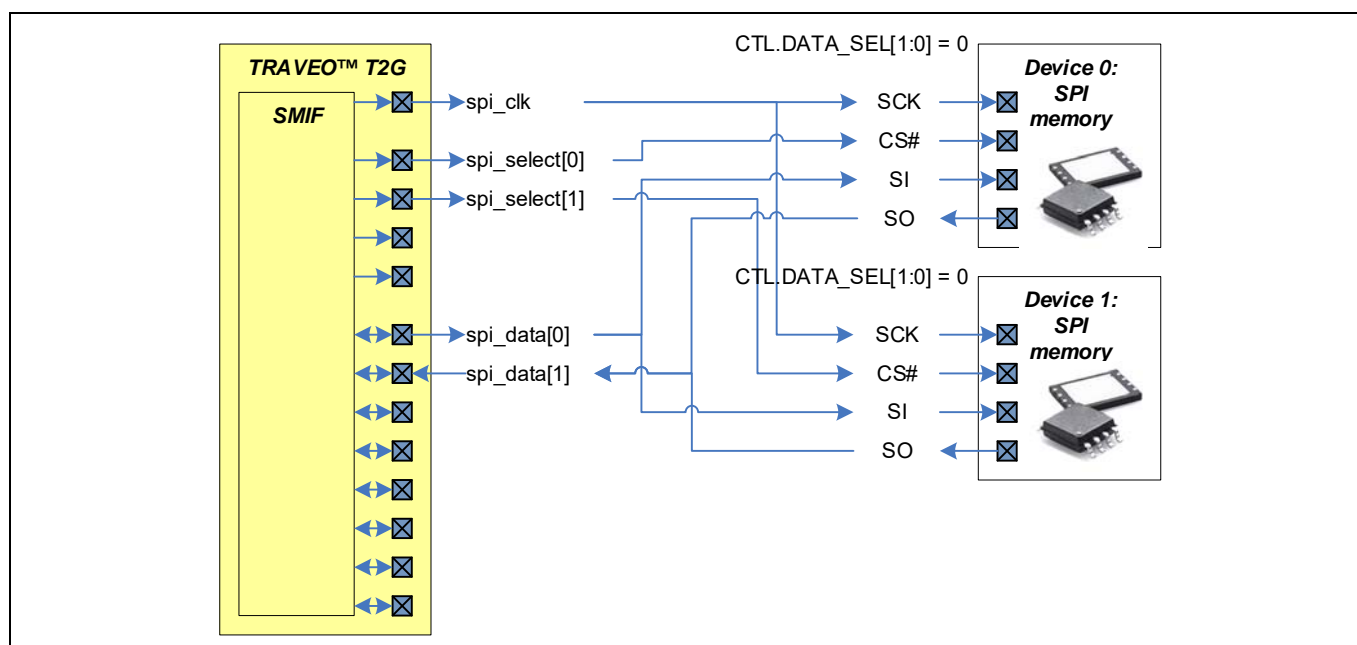 TRAVEO™ T2G
SMIF
spi_clk
spi_select[0]
spi_select[1]
spi_data[0]
spi_data[1]
CTL.DATA_SEL[1:0] = 0
SCK
CS#
SI
SO
Device 0:
SPI
memory
CTL.DATA_SEL[1:0] = 0
SCK
CS#
SI
SO
Device 1:
SPI
memory